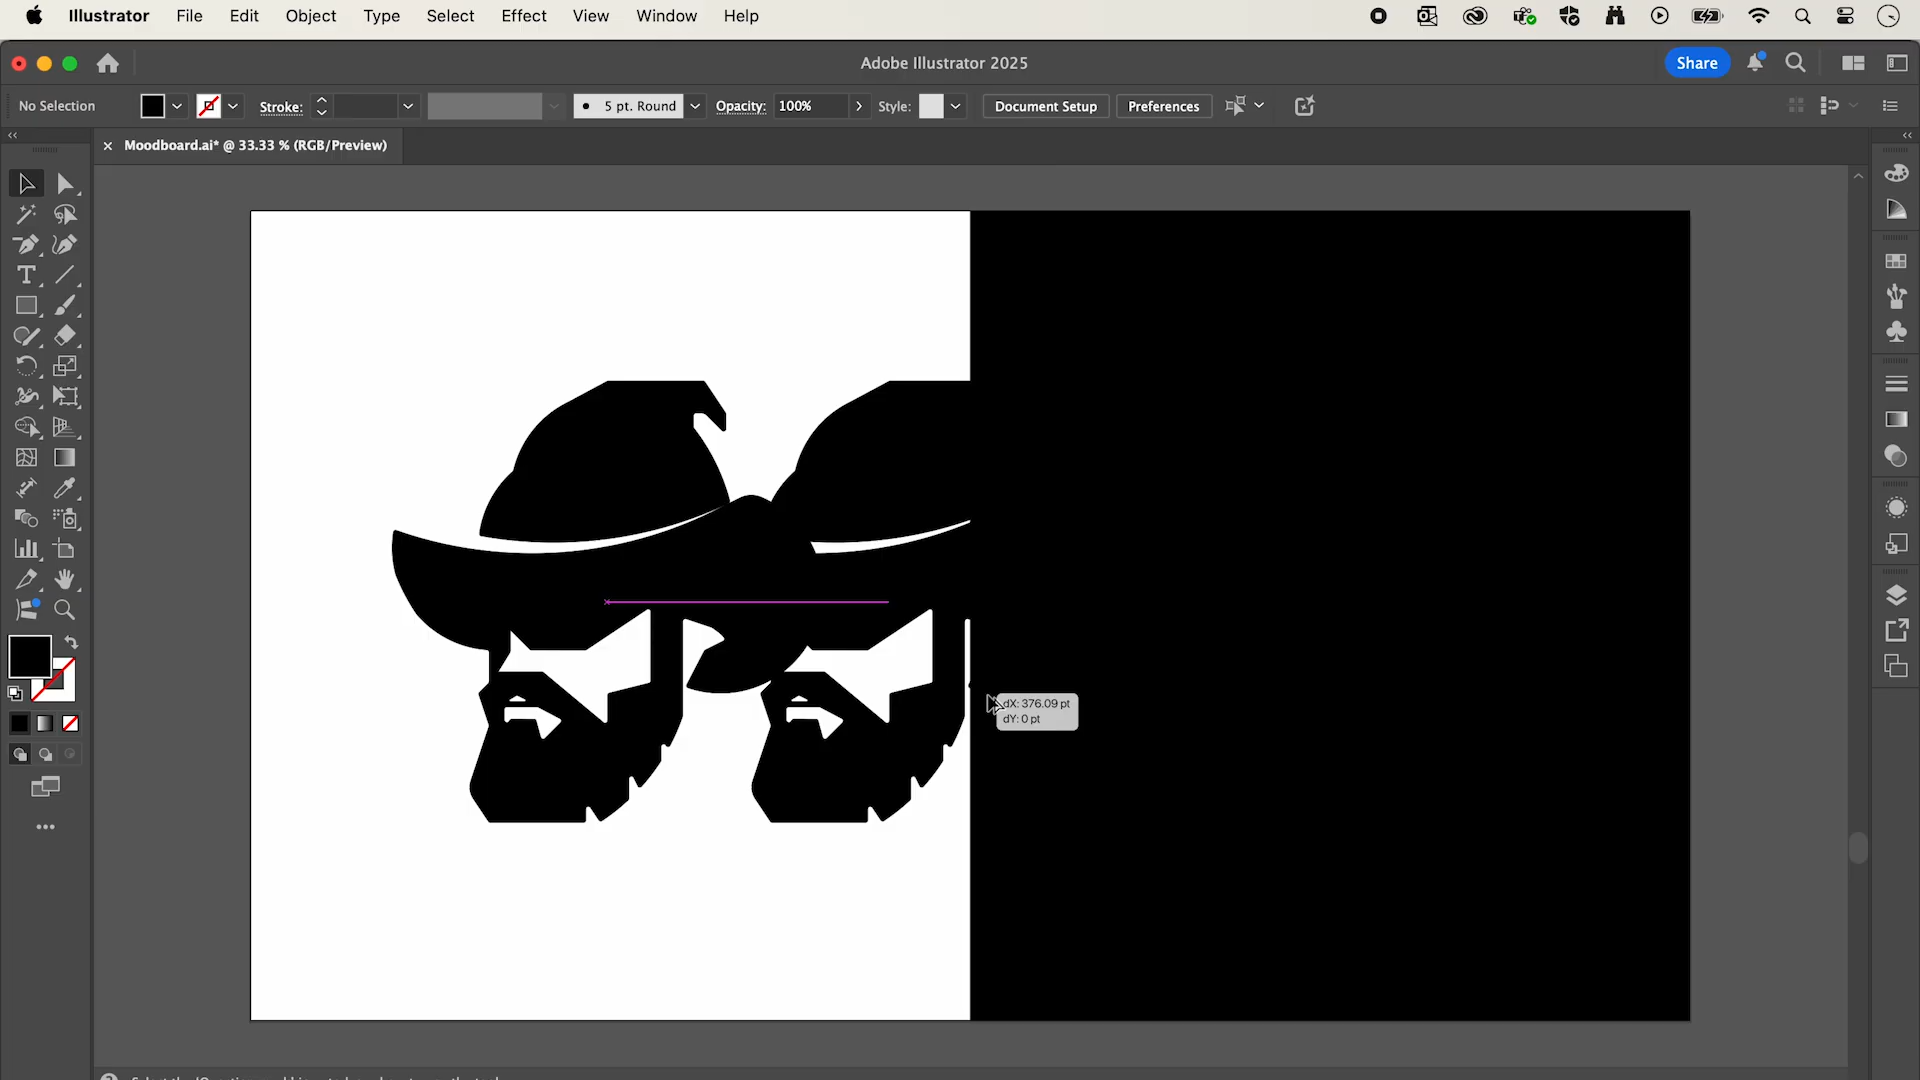 Illustrator File Edit Object Type Select Effect View Window Help
Adobe Illustrator 2025
Share
No Selection Stroke: 5 pt. Round Opacity: 100% Style: Document Setup Preferences
Moodboard.ai* @ 33.33 % (RGB/Preview)
dX: 376.09 pt
dY: 0 pt